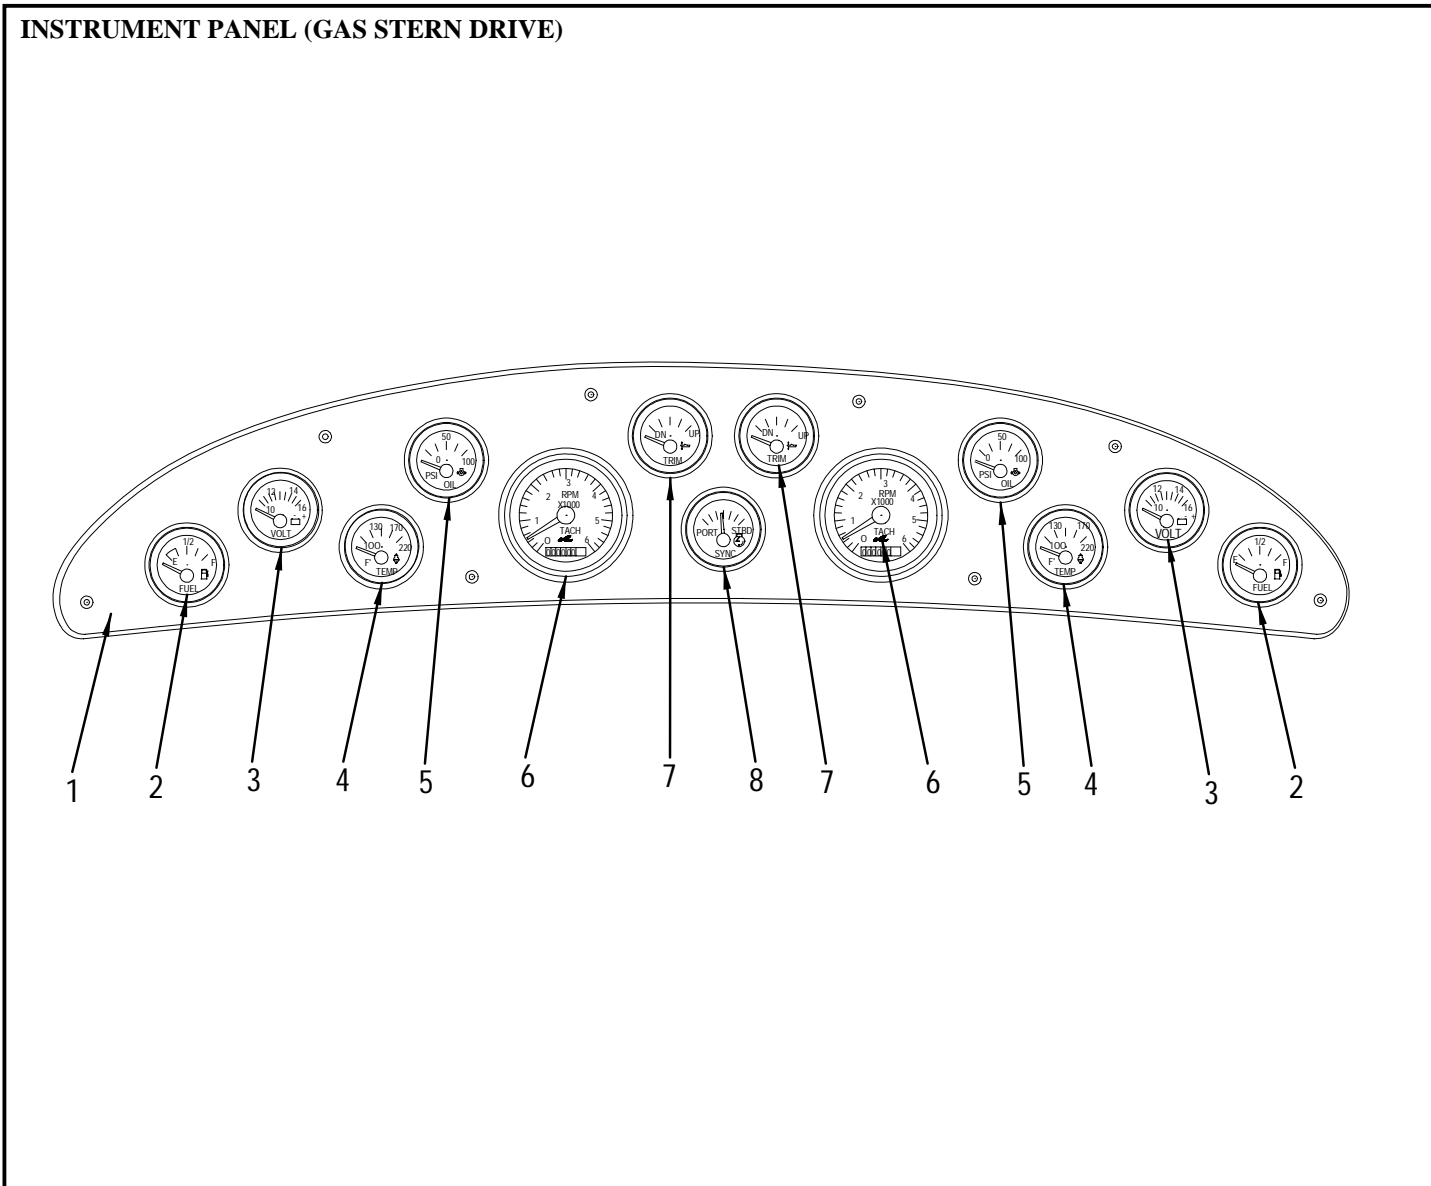 INSTRUMENT PANEL (GAS STERN DRIVE)
1/2
E F
FUEL
12 14
10 16
- +
VOLT
130 170
100 220
F° TEMP
50
0 100
PSI OIL
3
2 4
RPM
X1000
1 5
TACH
0 6
000000
DN UP
TRIM
DN UP
TRIM
PORT STBD
SYNC
3
2 4
RPM
X1000
1 5
TACH
0 6
000000
50
0 100
PSI OIL
130 170
100 220
F° TEMP
12 14
10 16
- +
VOLT
1/2
E F
FUEL
1 2 3 4 5 6 7 8 7 6 5 4 3 2